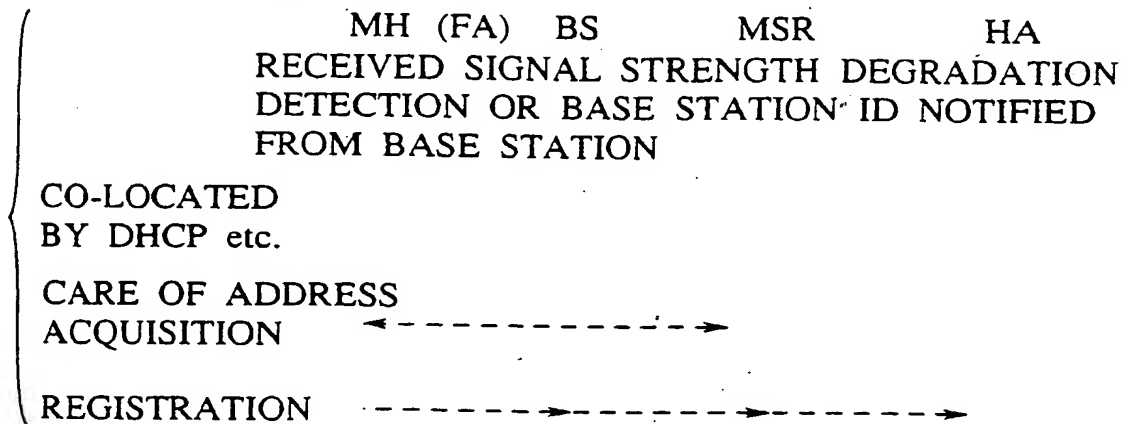 MH (FA) BS MSR HA
RECEIVED SIGNAL STRENGTH DEGRADATION
DETECTION OR BASE STATION ID NOTIFIED
FROM BASE STATION
CO-LOCATED
BY DHCP etc.
CARE OF ADDRESS
ACQUISITION
REGISTRATION